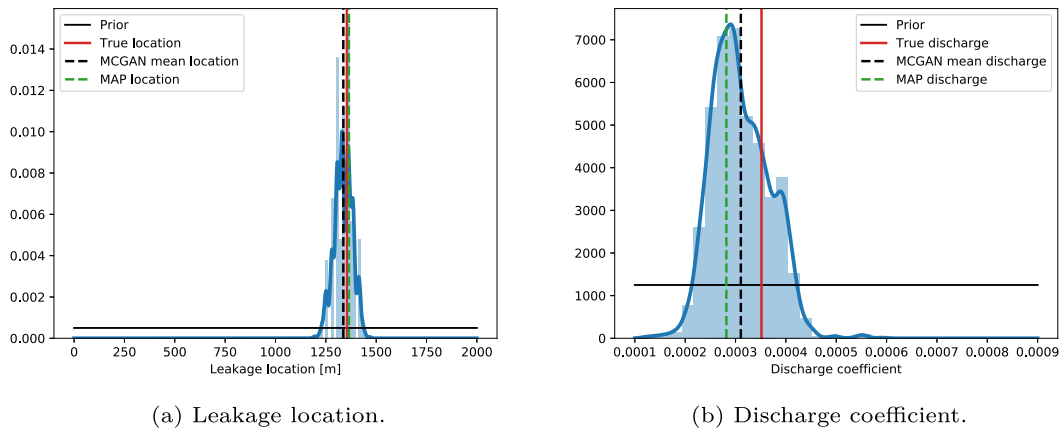 Prior
True location
MCGAN mean location
MAP location
0.014
0.012
0.010
0.008
0.006
0.004
0.002
0.000
0 250 500 750 1000 1250 1500 1750 2000
Leakage location [m]
(a) Leakage location.
Prior
True discharge
MCGAN mean discharge
MAP discharge
7000
6000
5000
4000
3000
2000
1000
0
0.0001 0.0002 0.0003 0.0004 0.0005 0.0006 0.0007 0.0008 0.0009
Discharge coefficient
(b) Discharge coefficient.